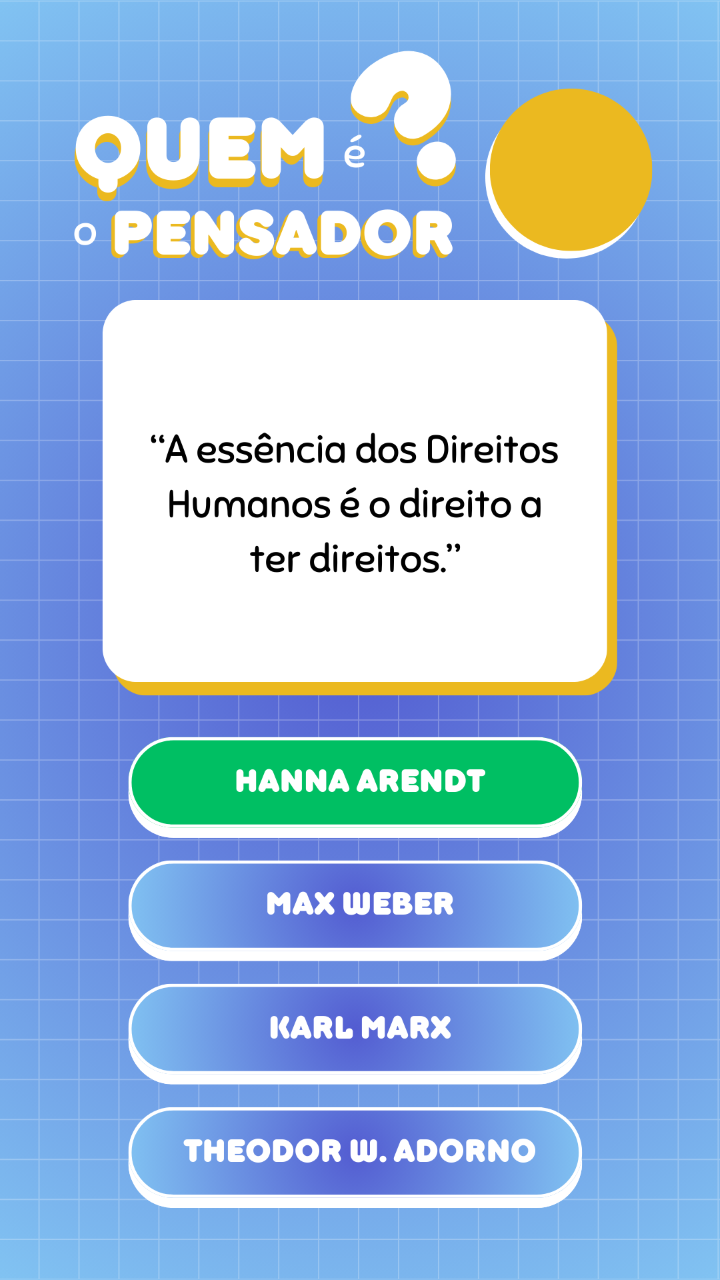 QUEM é ?
o PENSADOR
“A essência dos Direitos
Humanos é o direito a
ter direitos.”
HANNA ARENDT
MAX WEBER
KARL MARX
THEODOR W. ADORNO